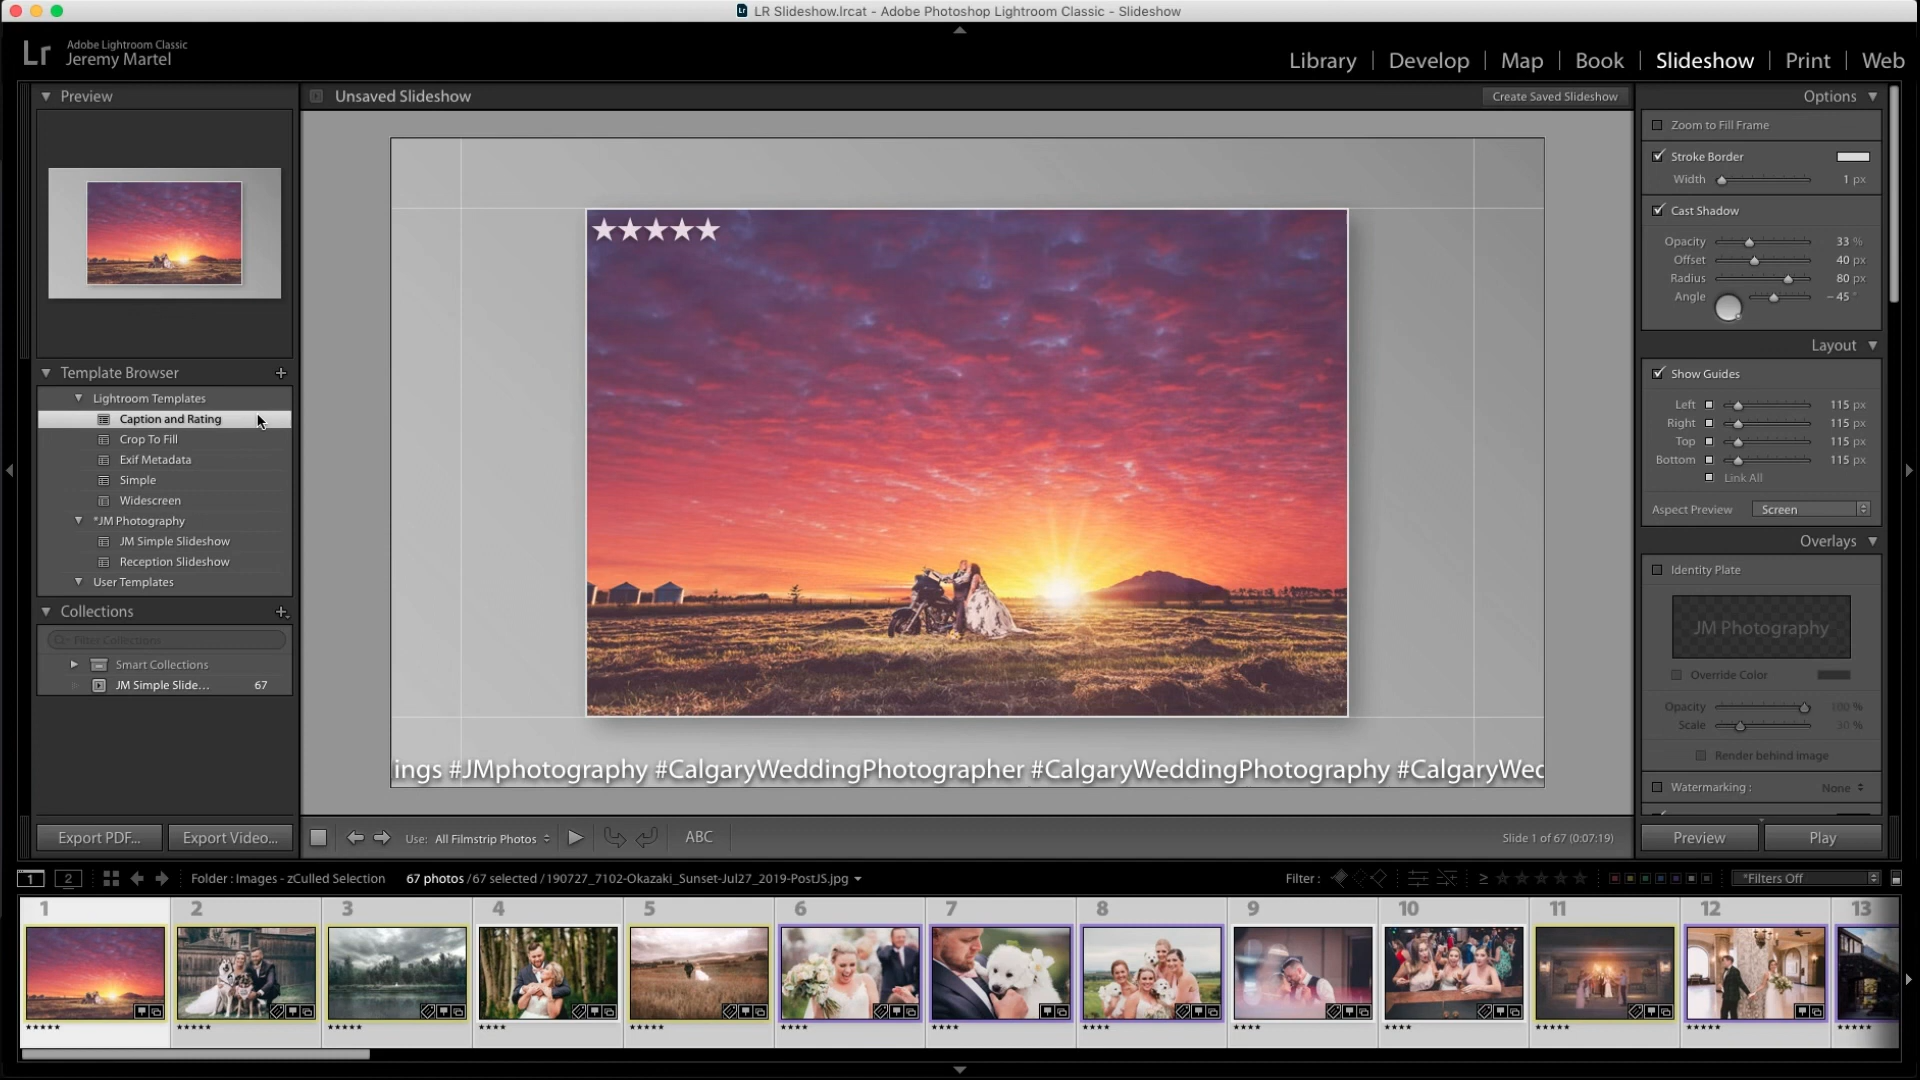 LR Slideshow.lrcat - Adobe Photoshop Lightroom Classic - Slideshow
Lr
Adobe Lightroom Classic
Jeremy Martel
Library | Develop | Map | Book | Slideshow | Print | Web
Preview
Unsaved Slideshow
Create Saved Slideshow
Template Browser
Lightroom Templates
Caption and Rating
Crop To Fill
Exif Metadata
Simple
Widescreen
*JM Photography
JM Simple Slideshow
Reception Slideshow
User Templates
Collections
Filter Collections
Smart Collections
JM Simple Slide... 67
Export PDF...
Export Video...
ings #JMphotography #CalgaryWeddingPhotographer #CalgaryWeddingPhotography #CalgaryWed
Use: All Filmstrip Photos
ABC
Slide 1 of 67 (0:07:19)
Options
Zoom to Fill Frame
Stroke Border
Width 1 px
Cast Shadow
Opacity 33 %
Offset 40 px
Radius 80 px
Angle -45 °
Layout
Show Guides
Left 115 px
Right 115 px
Top 115 px
Bottom 115 px
Link All
Aspect Preview Screen
Overlays
Identity Plate
JM Photography
Override Color
Opacity 100 %
Scale 30 %
Render behind image
Watermarking : None
Preview
Play
1 2 Folder : Images - zCulled Selection 67 photos / 67 selected / 190727_7102-Okazaki_Sunset-Jul27_2019-PostJS.jpg
Filter : ≥ *Filters Off
1 2 3 4 5 6 7 8 9 10 11 12 13